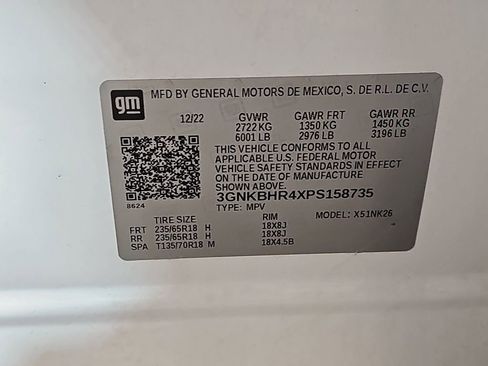 gm
MFD BY GENERAL MOTORS DE MEXICO, S. DE R.L. DE C.V.
12/22 GVWR GAWR FRT GAWR RR
2722 KG 1350 KG 1450 KG
6001 LB 2976 LB 3196 LB
THIS VEHICLE CONFORMS TO ALL
APPLICABLE U.S. FEDERAL MOTOR
VEHICLE SAFETY STANDARDS IN EFFECT
ON THE DATE OF MANUFACTURE
SHOWN ABOVE.
3GNKBHR4XPS158735
8624 TYPE: MPV MODEL: X51NK26
TIRE SIZE RIM
FRT 235/65R18 H 18X8J
RR 235/65R18 H 18X8J
SPA T135/70R18 M 18X4.5B